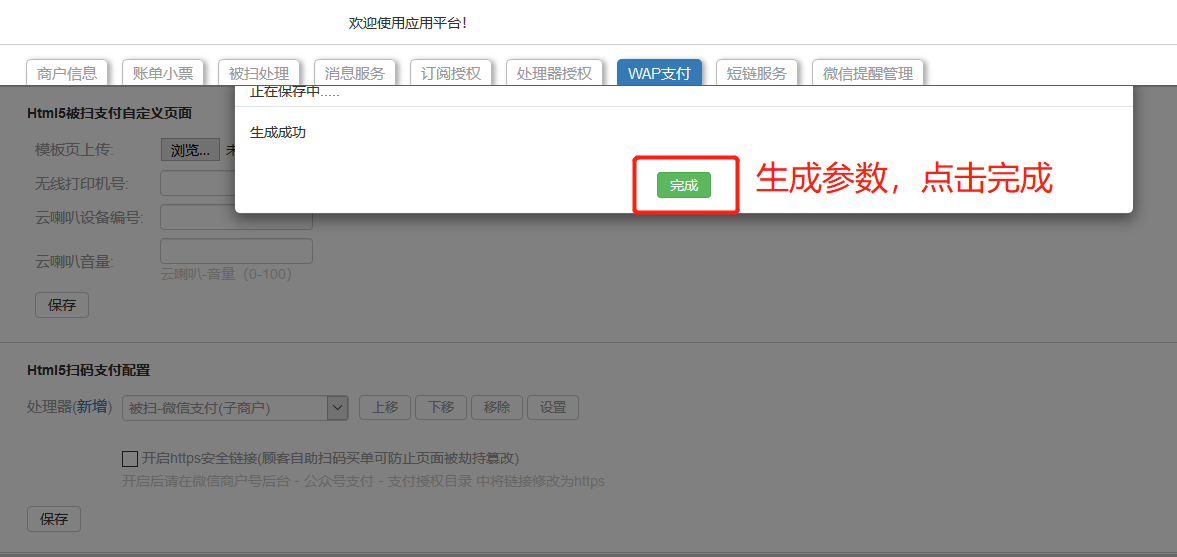 欢迎使用应用平台!
商户信息 账单小票 被扫处理 消息服务 订阅授权 处理器授权 WAP支付 短链服务 微信提醒管理
正在保存中.....
Html5被扫支付自定义页面
生成成功
模板页上传: 浏览... 未
无线打印机号:
完成 生成参数，点击完成
云喇叭设备编号:
云喇叭音量:
云喇叭-音量（0-100）
保存
Html5扫码支付配置
处理器(新增) 被扫-微信支付(子商户) 上移 下移 移除 设置
开启https安全链接(顾客自助扫码买单可防止页面被劫持篡改)
开启后请在微信商户号后台 - 公众号支付 - 支付授权目录 中将链接修改为https
保存